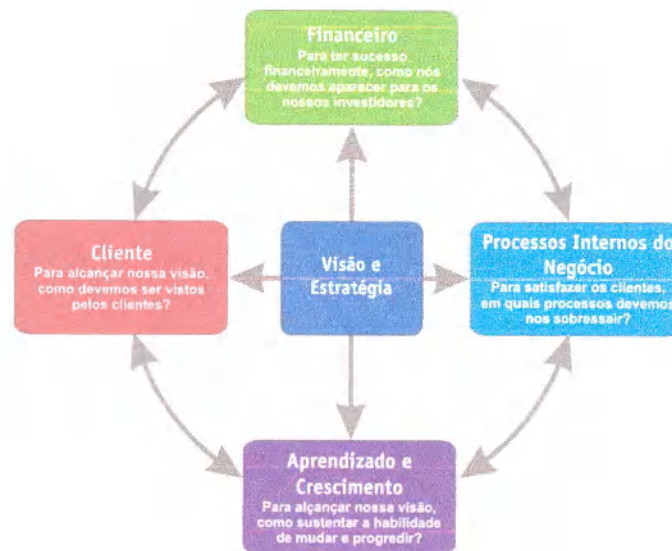 Financeiro
Para ter sucesso
financeiramente, como nós
devemos aparecer para os
nossos investidores?
Cliente
Para alcançar nossa visão,
como devemos ser vistos
pelos clientes?
Visão e
Estratégia
Processos Internos do
Negócio
Para satisfazer os clientes,
em quais processos devemos
nos sobressair?
Aprendizado e
Crescimento
Para alçançar nossa visão,
como sustentar a habilidade
de mudar e progredir?